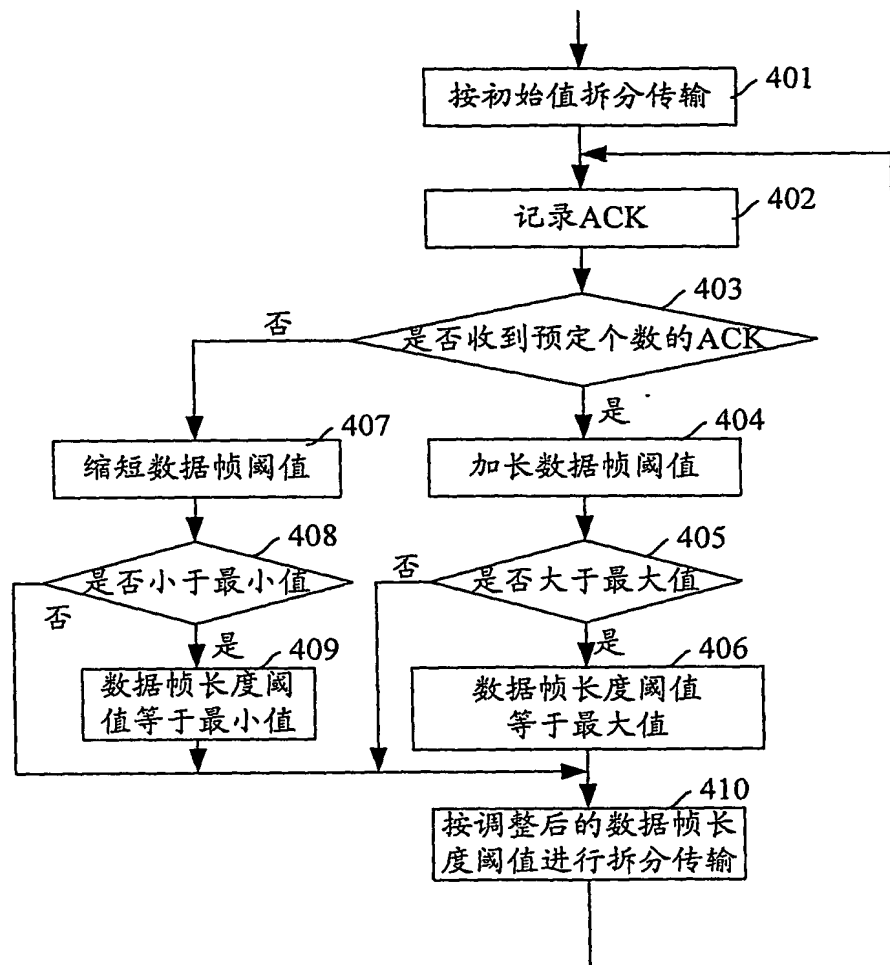 按初始值拆分传输
401
记录ACK
402
403
是否收到预定个数的ACK
否
是
407
缩短数据帧阈值
404
加长数据帧阈值
408
是否小于最小值
否
是
405
是否大于最大值
否
是
409
数据帧长度阈
值等于最小值
406
数据帧长度阈值
等于最大值
410
按调整后的数据帧长
度阈值进行拆分传输